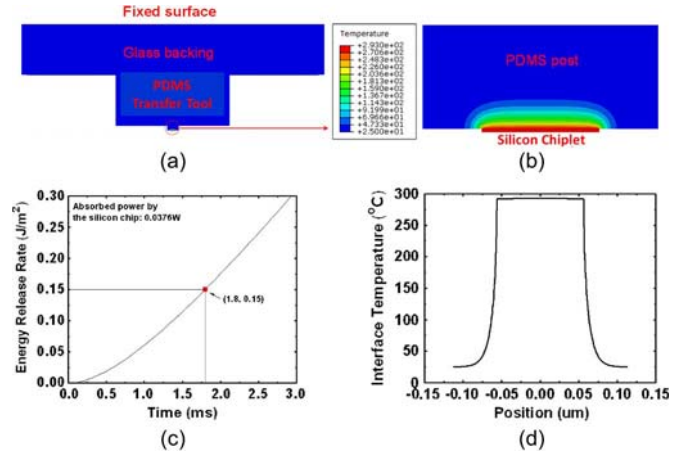 Fixed surface
Glass backing
PDMS
Transfer Tool
(a)
Temperature
+2.930e+02
+2.706e+02
+2.483e+02
+2.260e+02
+2.036e+02
+1.813e+02
+1.590e+02
+1.367e+02
+1.143e+02
+9.199e+01
+6.966e+01
+4.733e+01
+2.500e+01
PDMS post
Silicon Chiplet
(b)
Energy Release Rate (J/m²)
0.30
0.25
0.20
0.15
0.10
0.05
0.00
Absorbed power by
the silicon chip: 0.0376W
(1.8, 0.15)
0.0 0.5 1.0 1.5 2.0 2.5 3.0
Time (ms)
(c)
Interface Temperature (°C)
300
250
200
150
100
50
0
-0.15 -0.10 -0.05 0.00 0.05 0.10 0.15
Position (um)
(d)